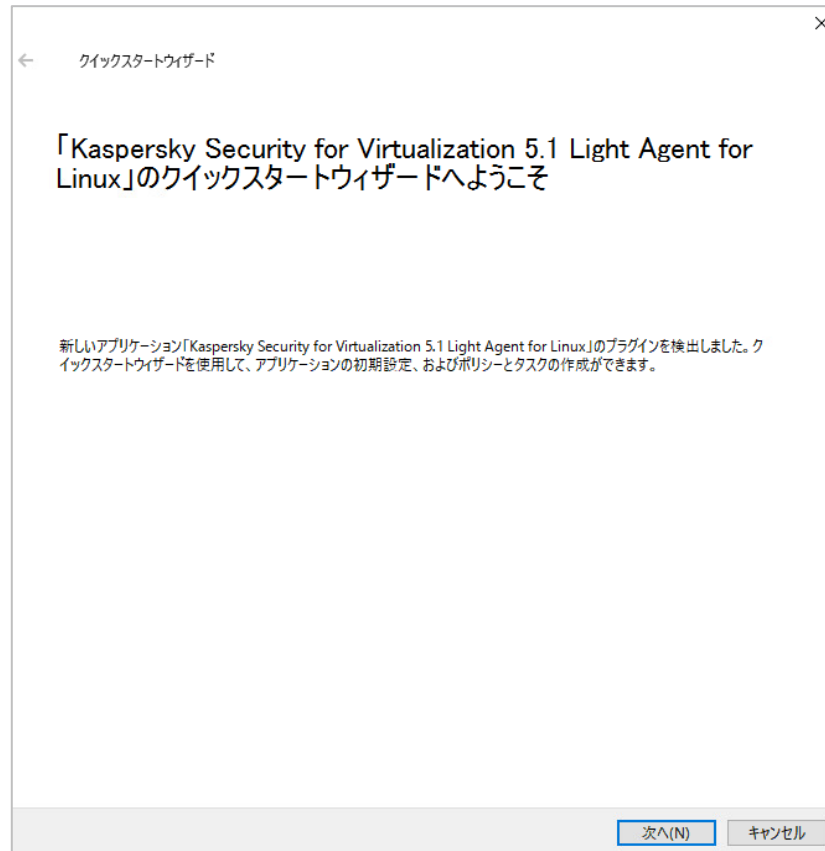 クイックスタートウィザード
「Kaspersky Security for Virtualization 5.1 Light Agent for
Linux」のクイックスタートウィザードへようこそ
新しいアプリケーション「Kaspersky Security for Virtualization 5.1 Light Agent for Linux」のプラグインを検出しました。ク
イックスタートウィザードを使用して、アプリケーションの初期設定、およびポリシーとタスクの作成ができます。
次へ(N)
キャンセル